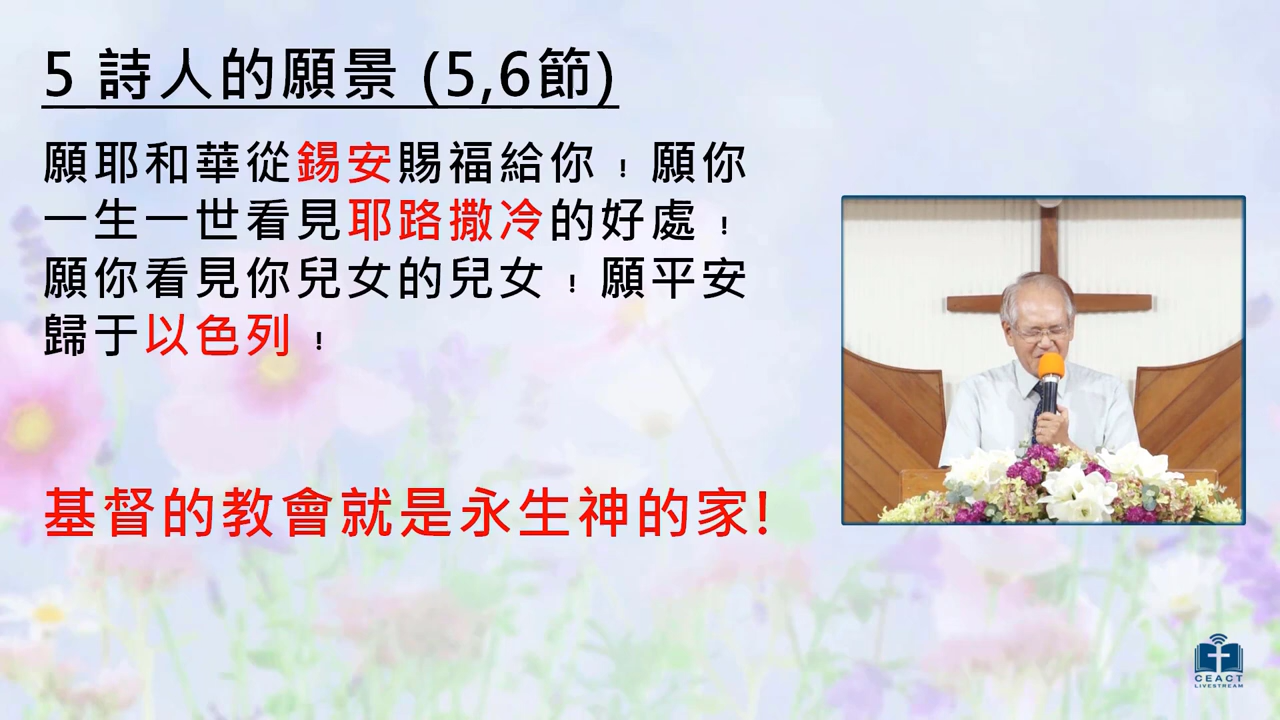 5 詩人的願景 (5,6節)
願耶和華從錫安賜福給你﹗願你
一生一世看見耶路撒冷的好處﹗
願你看見你兒女的兒女﹗願平安
歸于以色列﹗
基督的教會就是永生神的家!
CEACT
LIVESTREAM